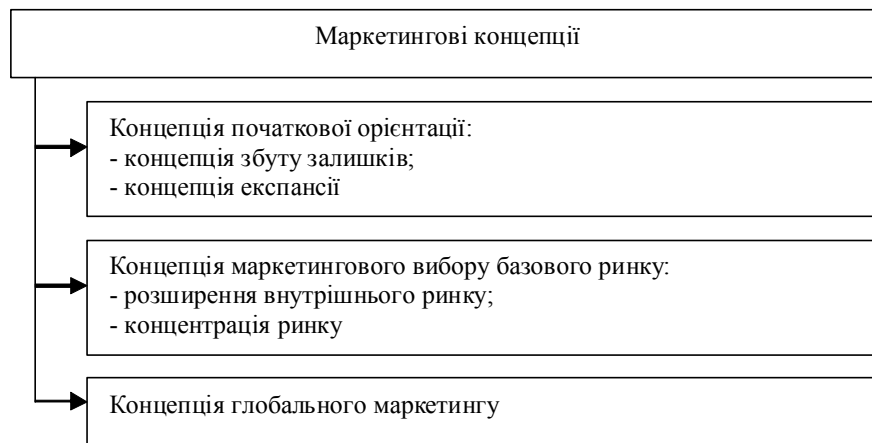 Маркетингові концепції
Концепція початкової орієнтації:
- концепція збуту залишків;
- концепція експансії
Концепція маркетингового вибору базового ринку:
- розширення внутрішнього ринку;
- концентрація ринку
Концепція глобального маркетингу